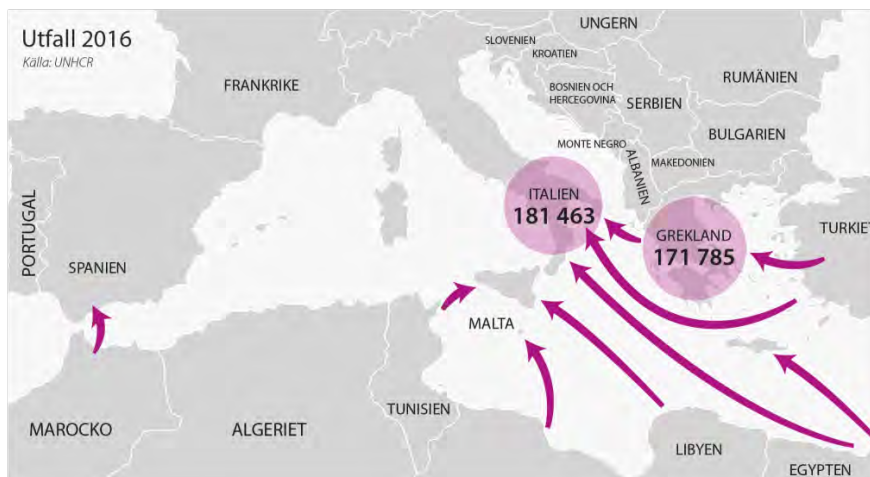 Utfall 2016
Källa: UNHCR
UNGERN
SLOVENIEN
KROATIEN
FRANKRIKE
RUMÄNIEN
BOSNIEN OCH
HERCEGOVINA
SERBIEN
BULGARIEN
MONTE NEGRO
ALBANIEN
MAKEDONIEN
ITALIEN
181 463
PORTUGAL
GREKLAND
171 785
TURKIET
SPANIEN
MALTA
TUNISIEN
MAROCKO
ALGERIET
LIBYEN
EGYPTEN